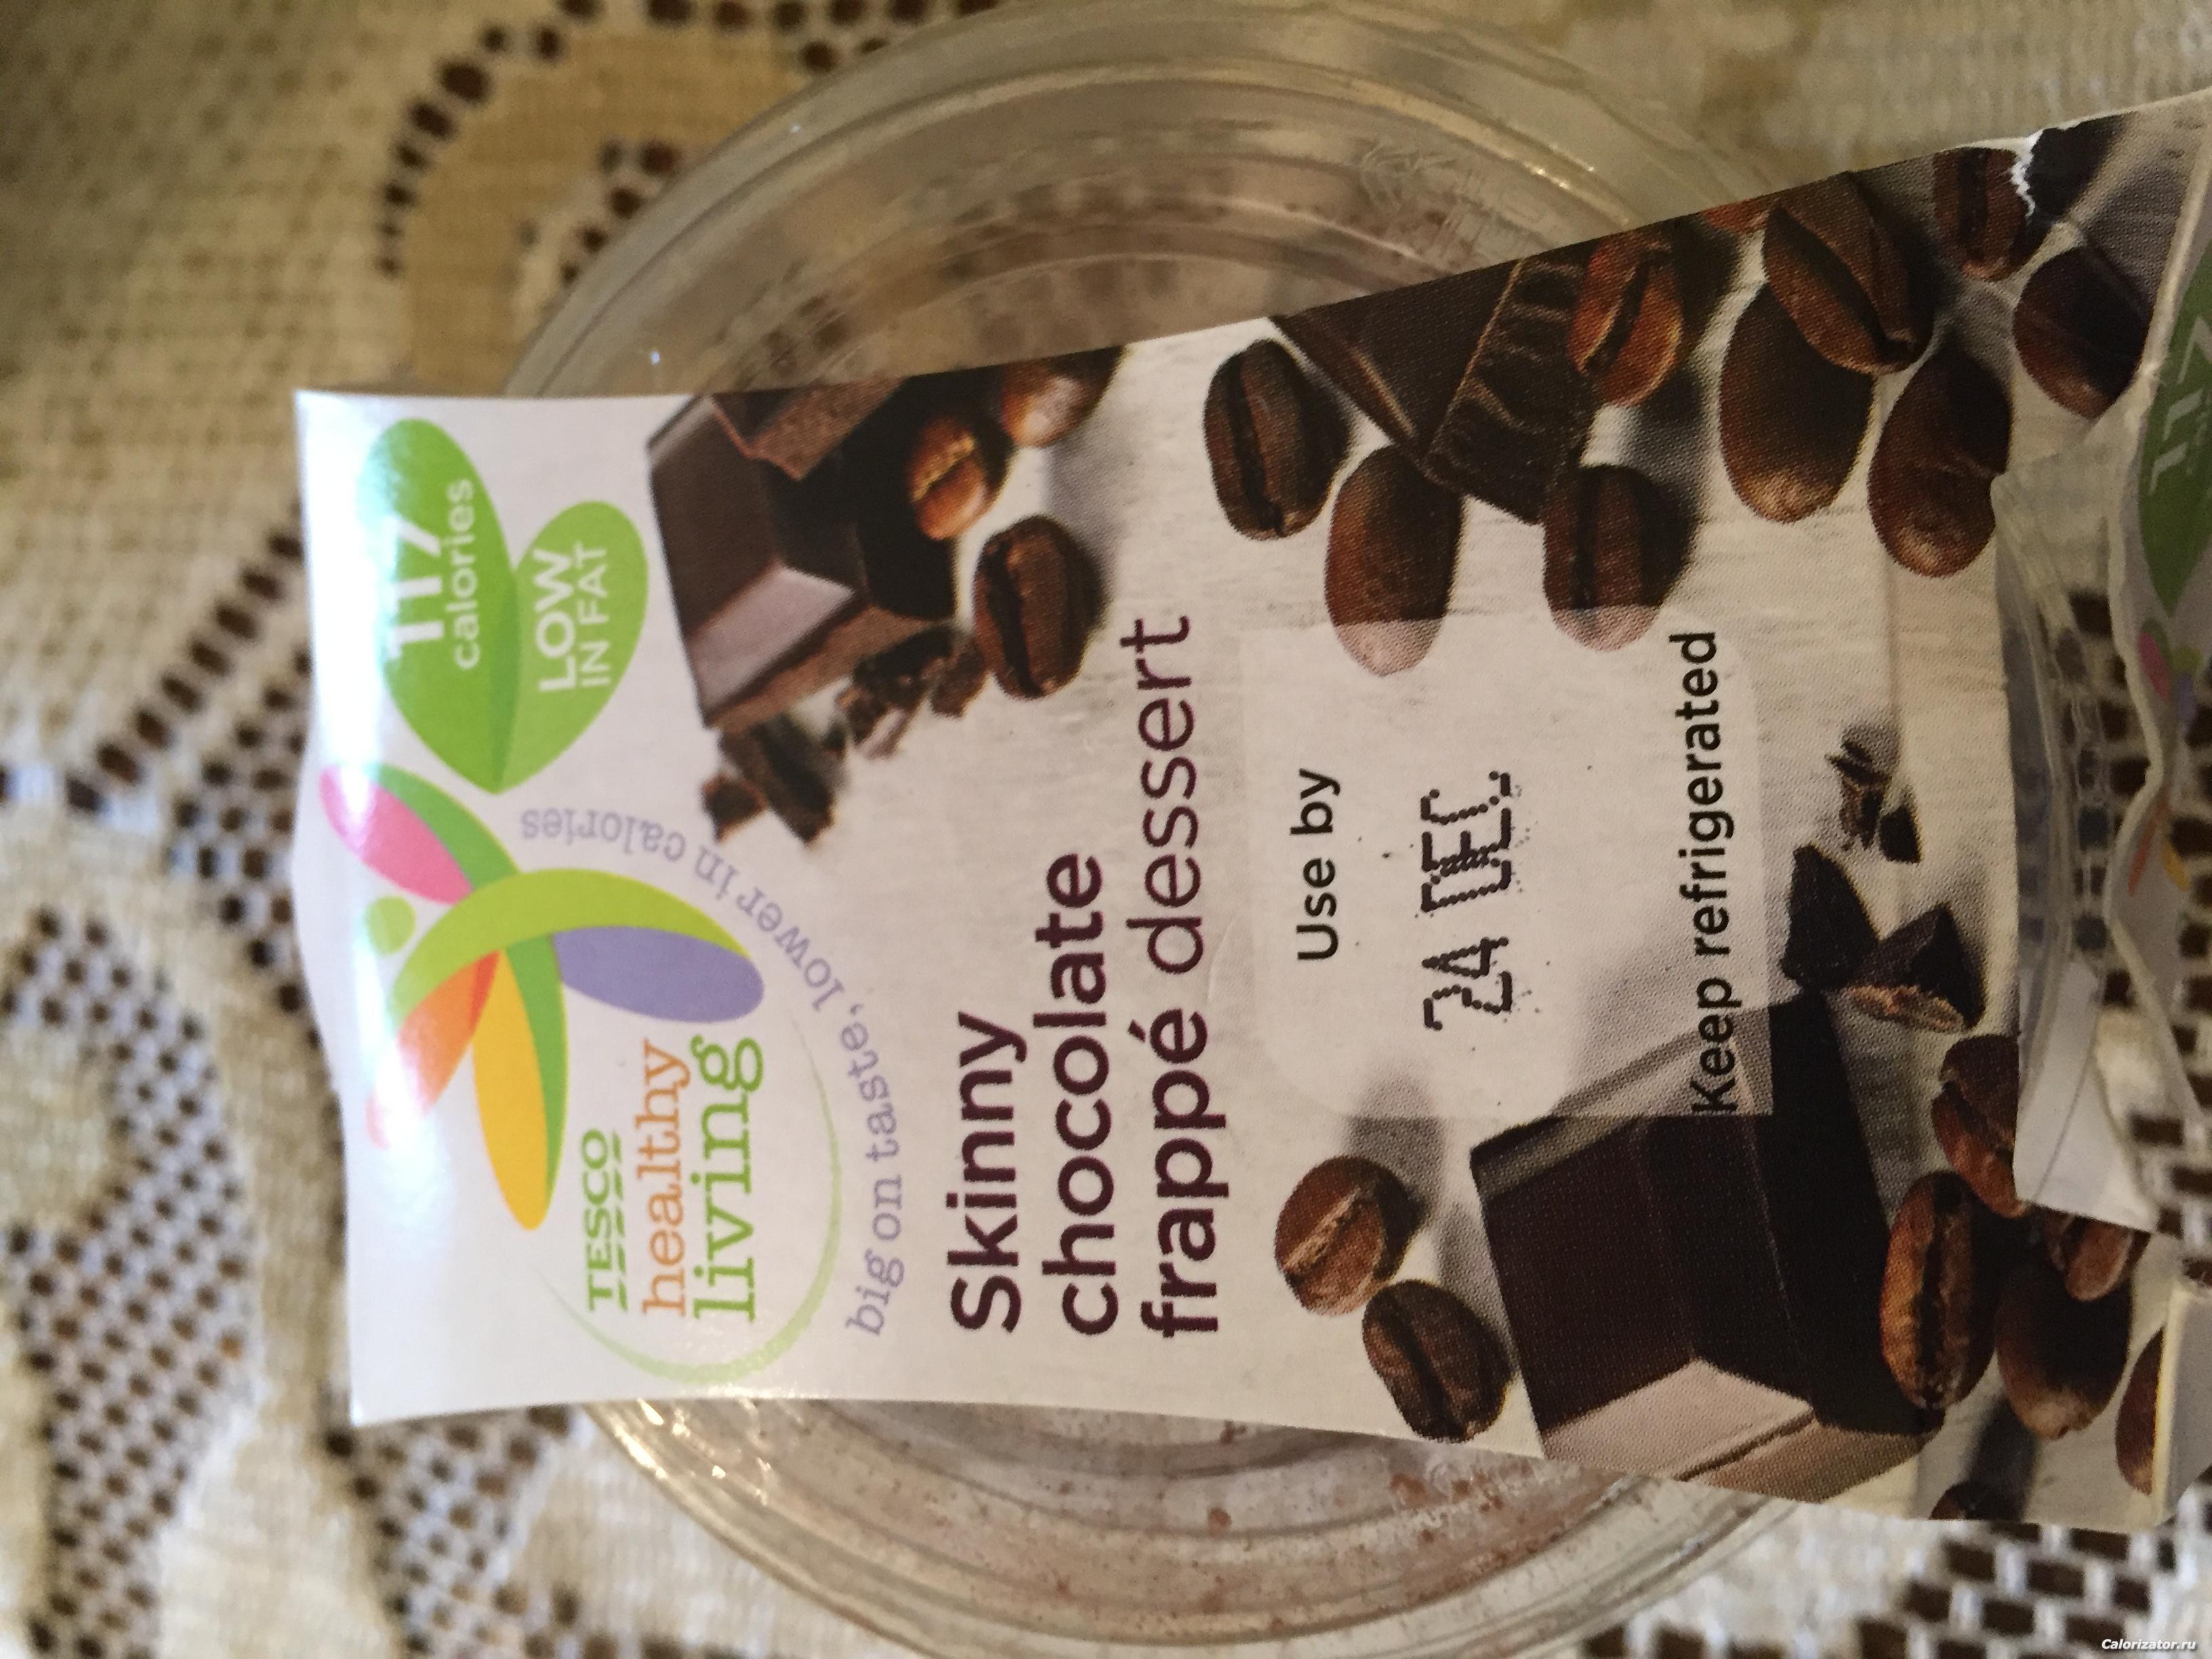 117
calories
LOW
IN FAT
TESCO
healthy
living
big on taste, lower in calories
Skinny
chocolate
frappé dessert
Use by
24 DEC
Keep refrigerated
Calorizator.ru